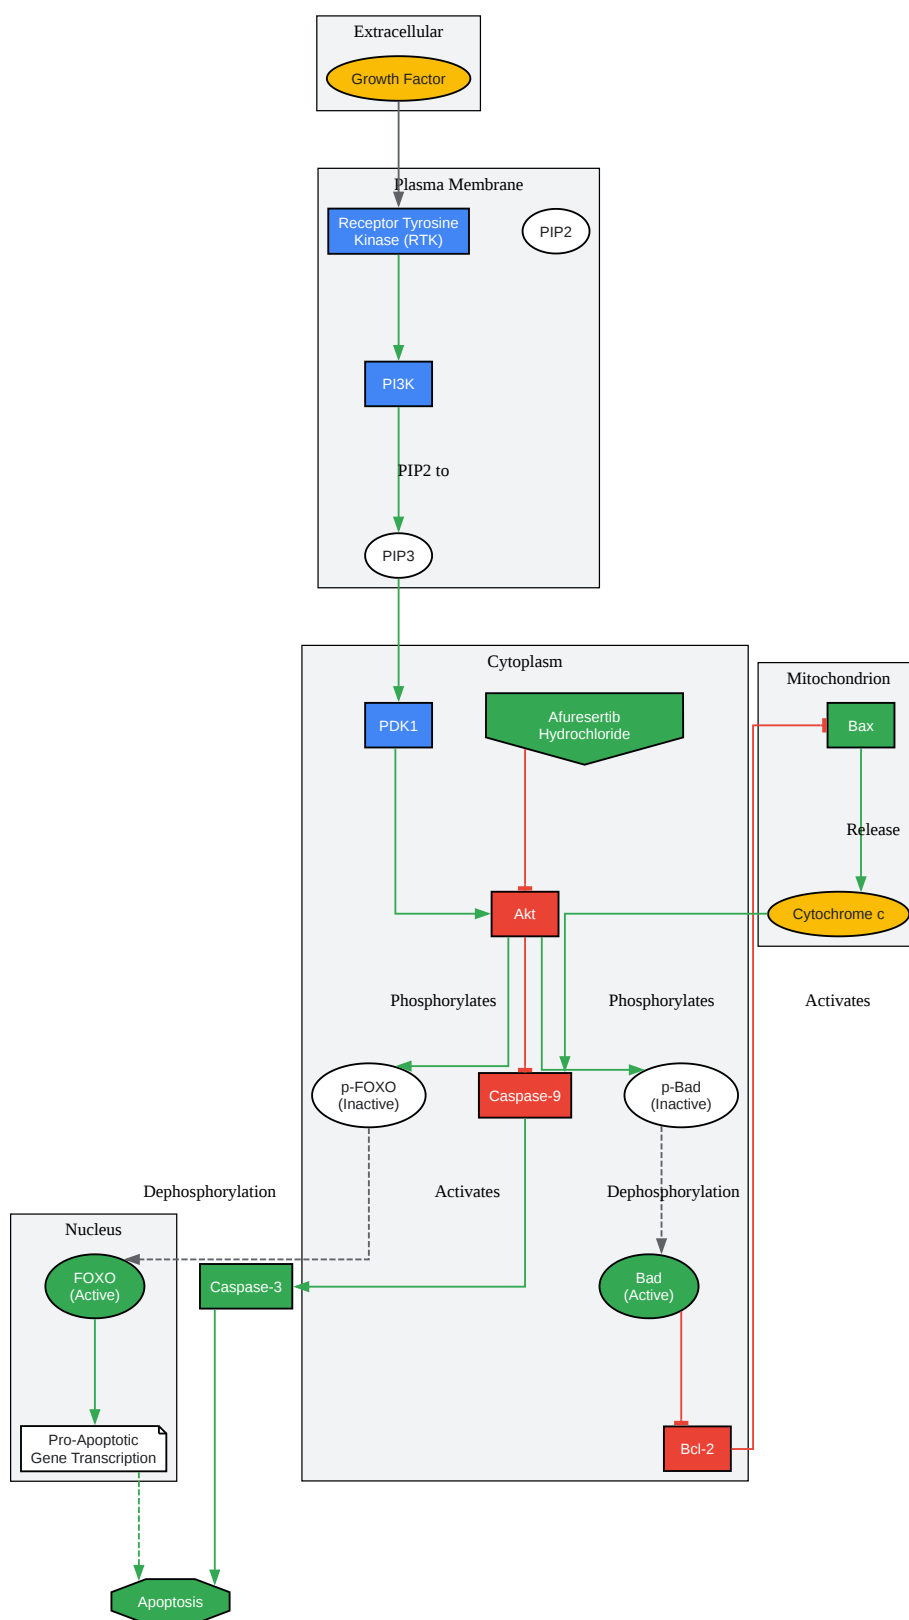 Extracellular
Growth Factor
Plasma Membrane
Receptor Tyrosine
Kinase (RTK)
PIP2
PI3K
PIP2 to
PIP3
Cytoplasm
Mitochondrion
PDK1
Afuresertib
Hydrochloride
Bax
Release
Akt
Cytochrome c
Phosphorylates
Phosphorylates
Activates
p-FOXO
(Inactive)
Caspase-9
p-Bad
(Inactive)
Dephosphorylation
Activates
Dephosphorylation
Nucleus
FOXO
(Active)
Caspase-3
Bad
(Active)
Pro-Apoptotic
Gene Transcription
Bcl-2
Apoptosis